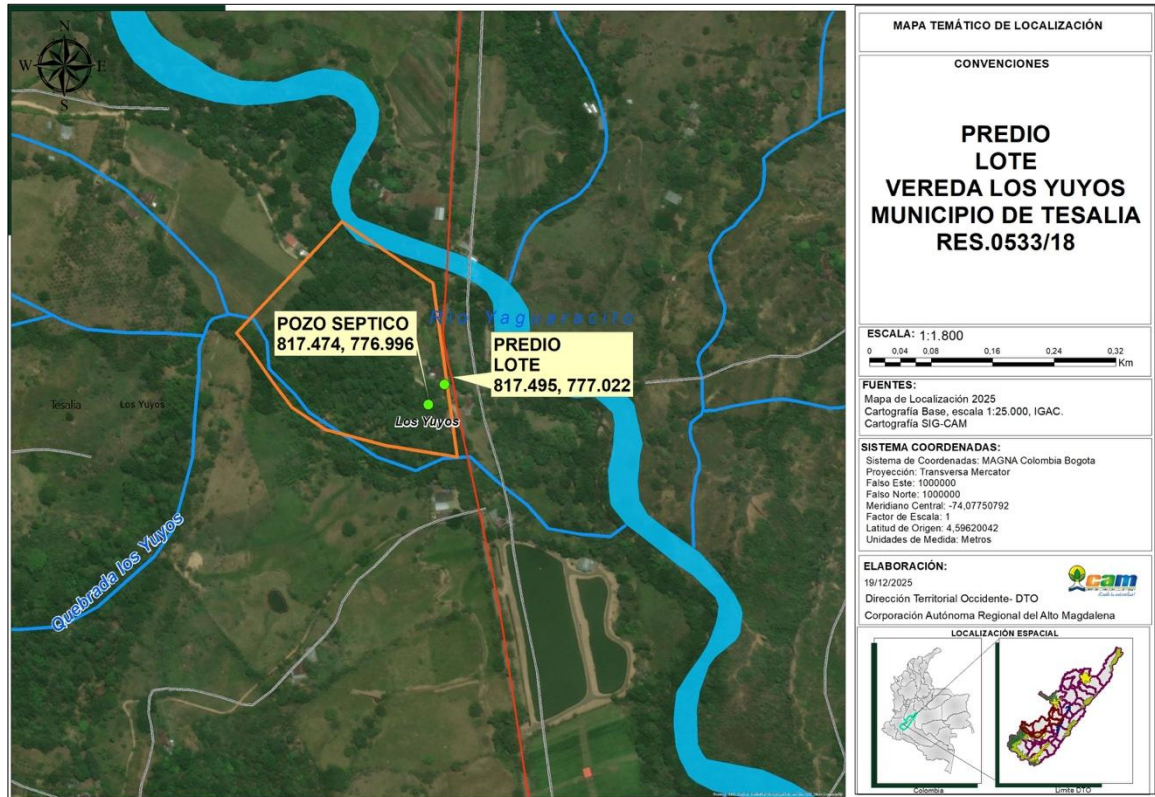 N
W E
S
POZO SEPTICO
817.474, 776.996
Río Yaguaracito
PREDIO
LOTE
817.495, 777.022
Tesalia
Los Yuyos
Los Yuyos
Quebrada los Yuyos
MAPA TEMÁTICO DE LOCALIZACIÓN
CONVENCIONES
PREDIO
LOTE
VEREDA LOS YUYOS
MUNICIPIO DE TESALIA
RES.0533/18
ESCALA: 1:1.800
0 0,04 0,08 0,16 0,24 0,32
Km
FUENTES:
Mapa de Localización 2025
Cartografía Base, escala 1:25.000, IGAC.
Cartografía SIG-CAM
SISTEMA COORDENADAS:
Sistema de Coordenadas: MAGNA Colombia Bogota
Proyección: Transversa Mercator
Falso Este: 1000000
Falso Norte: 1000000
Meridiano Central: -74,07750792
Factor de Escala: 1
Latitud de Origen: 4,59620042
Unidades de Medida: Metros
ELABORACIÓN:
19/12/2025
Dirección Territorial Occidente- DTO
Corporación Autónoma Regional del Alto Magdalena
cam
LOCALIZACIÓN ESPACIAL
Colombia
Limite DTO